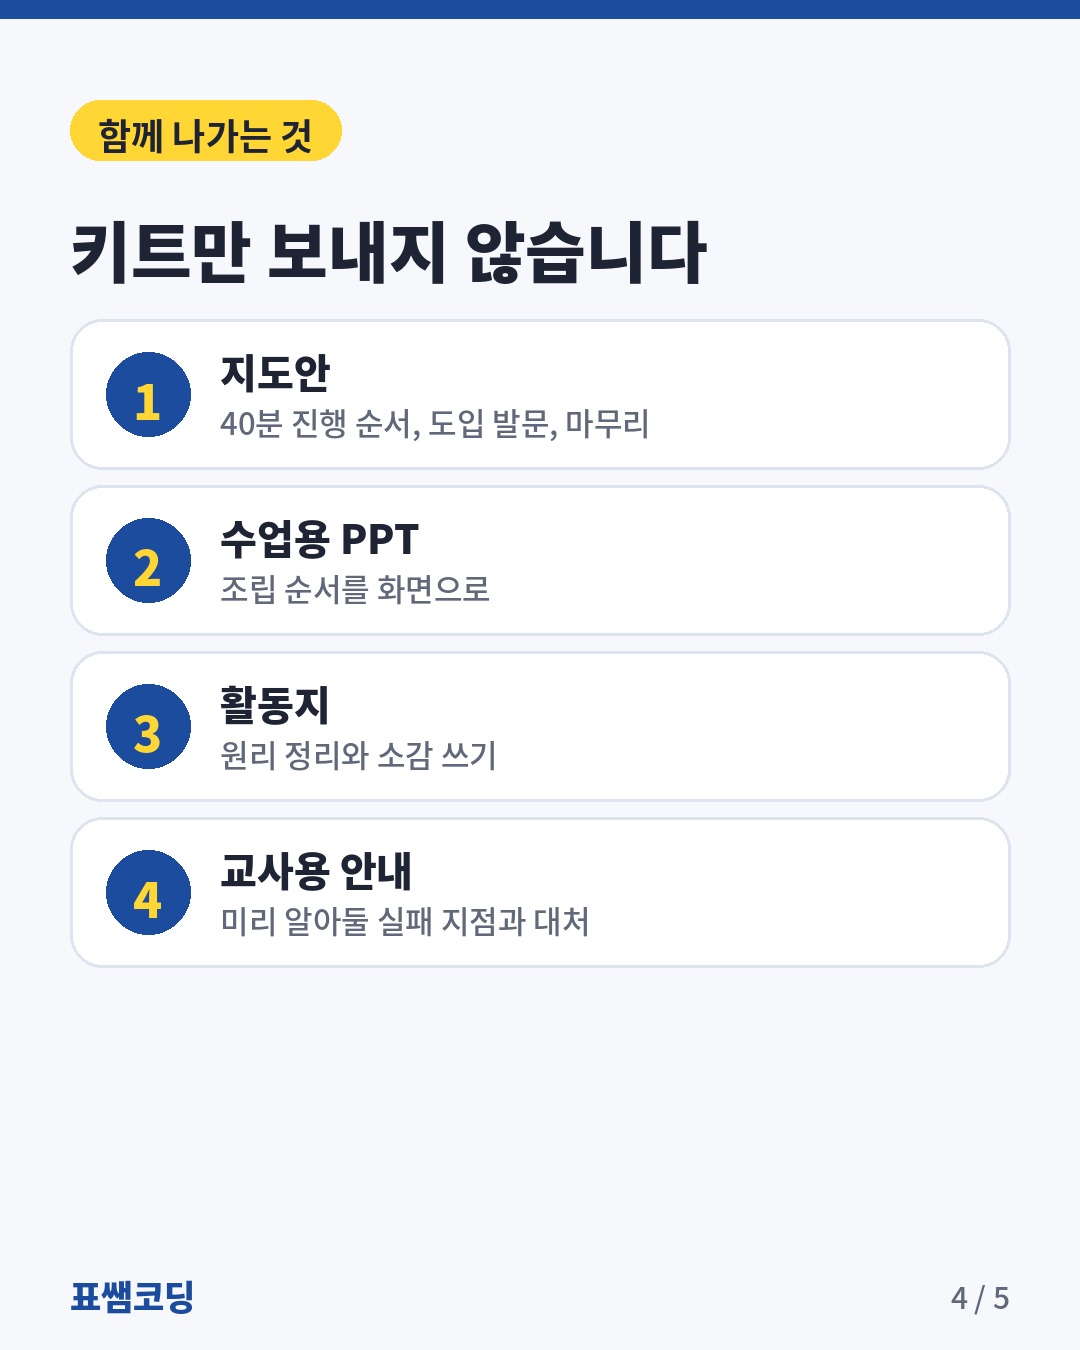 함께 나가는 것
키트만 보내지 않습니다
1
지도안
40분 진행 순서, 도입 발문, 마무리
2
수업용 PPT
조립 순서를 화면으로
3
활동지
원리 정리와 소감 쓰기
4
교사용 안내
미리 알아둘 실패 지점과 대처
표쌤코딩
4 / 5